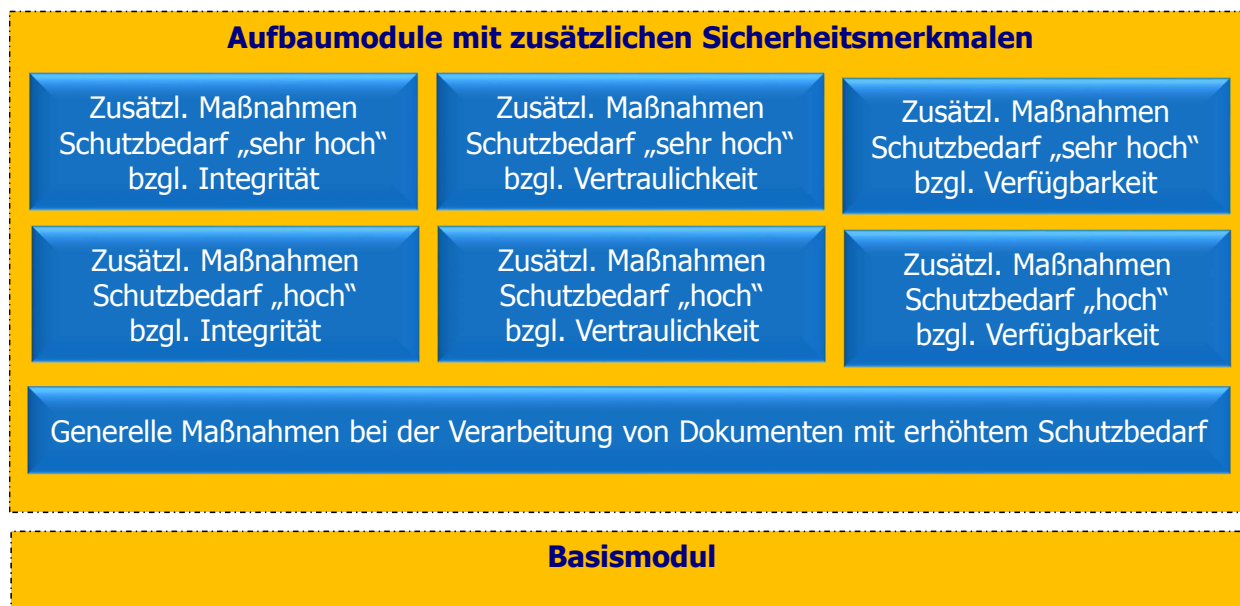 Aufbaumodule mit zusätzlichen Sicherheitsmerkmalen
Zusätzl. Maßnahmen
Schutzbedarf „sehr hoch“
bzgl. Integrität
Zusätzl. Maßnahmen
Schutzbedarf „sehr hoch“
bzgl. Vertraulichkeit
Zusätzl. Maßnahmen
Schutzbedarf „sehr hoch“
bzgl. Verfügbarkeit
Zusätzl. Maßnahmen
Schutzbedarf „hoch“
bzgl. Integrität
Zusätzl. Maßnahmen
Schutzbedarf „hoch“
bzgl. Vertraulichkeit
Zusätzl. Maßnahmen
Schutzbedarf „hoch“
bzgl. Verfügbarkeit
Generelle Maßnahmen bei der Verarbeitung von Dokumenten mit erhöhtem Schutzbedarf
Basismodul